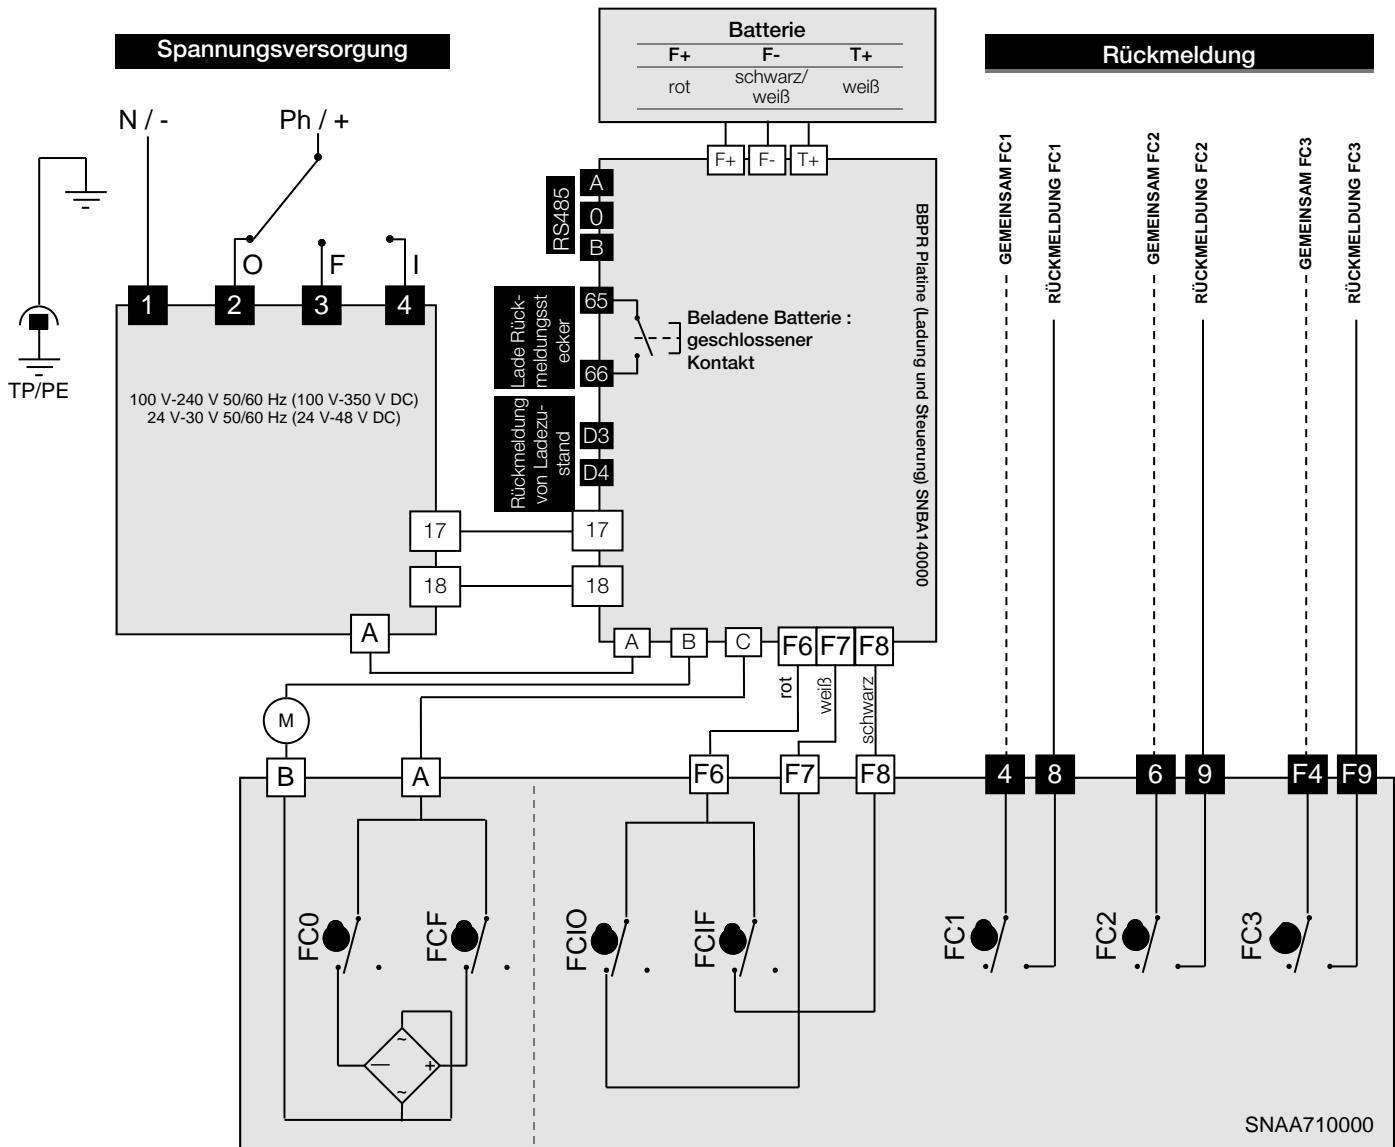 Spannungsversorgung
Batterie
F+ F- T+
rot schwarz/ weiß
weiß
Rückmeldung
N / -
Ph / +
O F I
1 2 3 4
TP/PE
100 V-240 V 50/60 Hz (100 V-350 V DC)
24 V-30 V 50/60 Hz (24 V-48 V DC)
17
18
A
F+ F- T+
RS485
A
0
B
Lade Rück-
meldungsst
ecker
65
66
Beladene Batterie :
geschlossener
Kontakt
Rückmeldung
von Ladezu-
stand
D3
D4
17
18
BBPR Platine (Ladung und Steuerung) SNBA140000
A B C F6 F7 F8
rot
weiß
schwarz
GEMEINSAM FC1
RÜCKMELDUNG FC1
GEMEINSAM FC2
RÜCKMELDUNG FC2
GEMEINSAM FC3
RÜCKMELDUNG FC3
M
B A F6 F7 F8 4 8 6 9 F4 F9
FC0
FCF
FCIO
FCIF
FC1
FC2
FC3
~
— +
~
SNAA710000